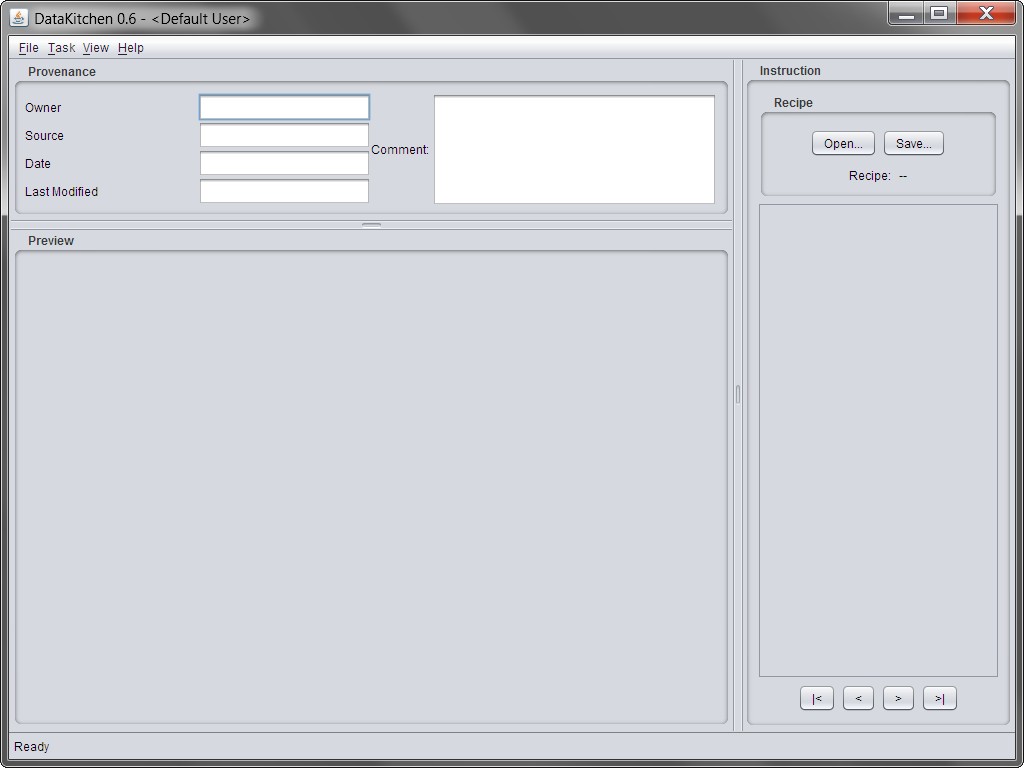 DataKitchen 0.6 - <Default User>
File Task View Help
Provenance
Owner
Source
Date
Last Modified
Comment:
Preview
Instruction
Recipe
Open... Save...
Recipe: --
|< < > >|
Ready